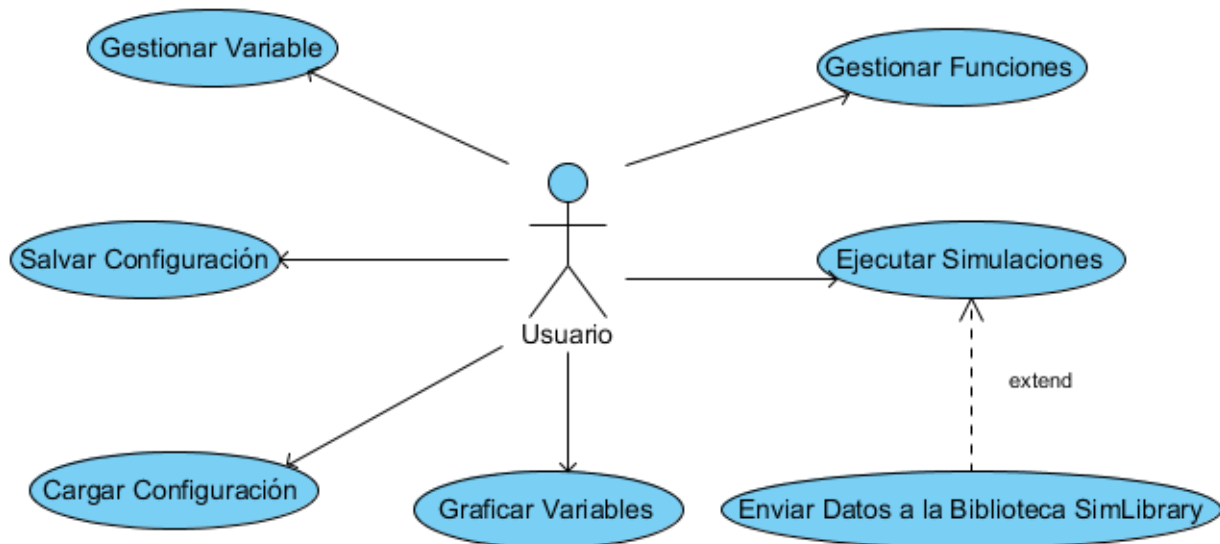 Gestionar Variable
Gestionar Funciones
Salvar Configuración
Ejecutar Simulaciones
Usuario
extend
Cargar Configuración
Graficar Variables
Enviar Datos a la Biblioteca SimLibrary